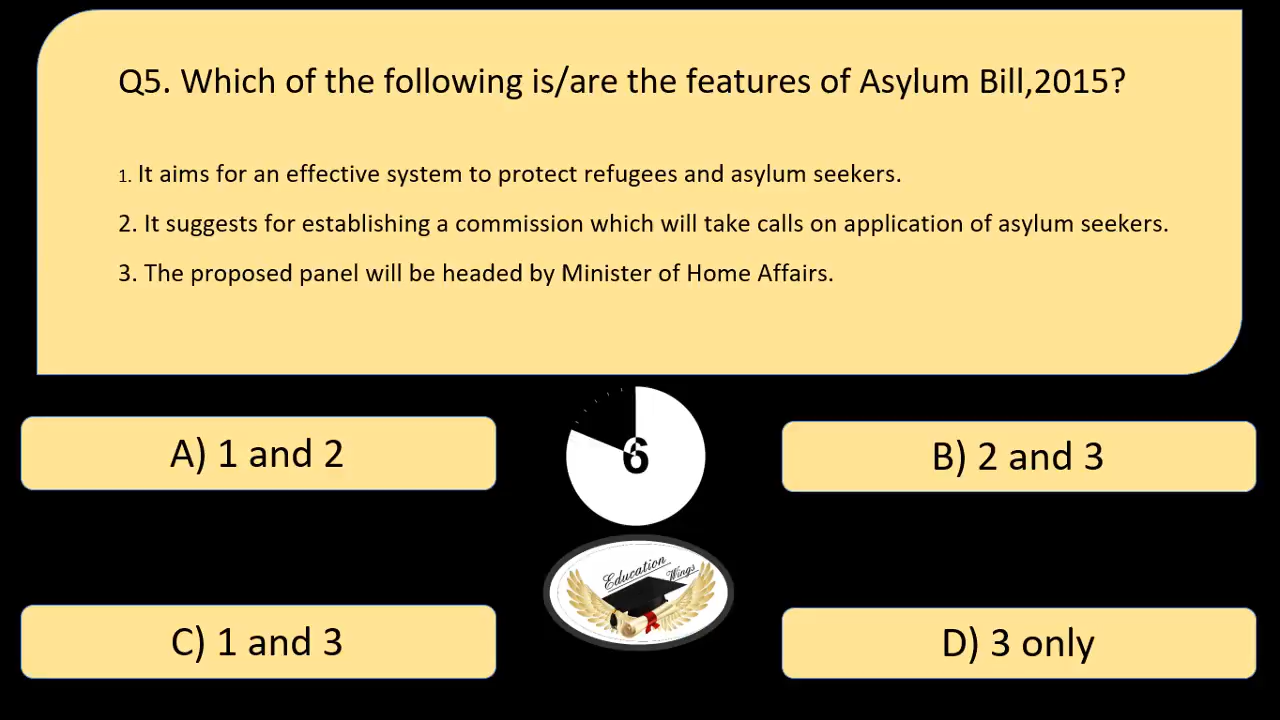 Q5. Which of the following is/are the features of Asylum Bill,2015?
1. It aims for an effective system to protect refugees and asylum seekers.
2. It suggests for establishing a commission which will take calls on application of asylum seekers.
3. The proposed panel will be headed by Minister of Home Affairs.
A) 1 and 2
6
B) 2 and 3
Education
Wings
C) 1 and 3
D) 3 only